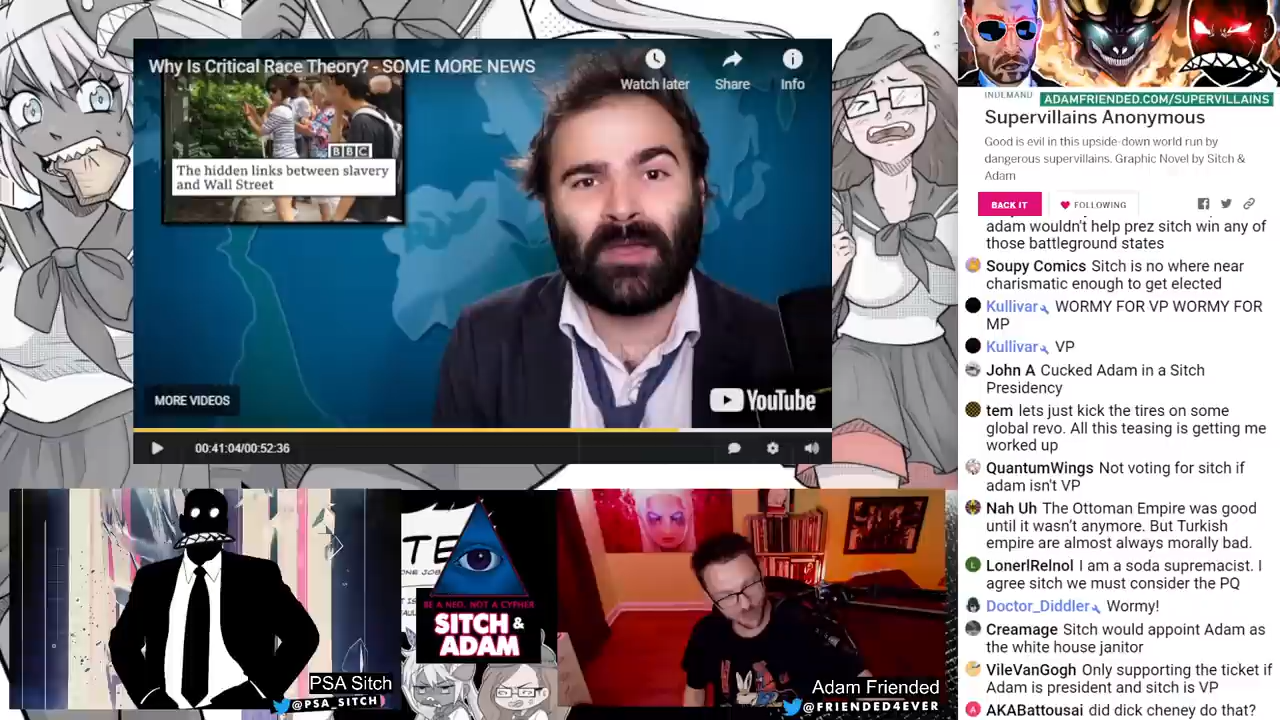 Why Is Critical Race Theory? - SOME MORE NEWS
Watch later
Share
Info
BBC
The hidden links between slavery
and Wall Street
MORE VIDEOS
YouTube
00:41:04/00:52:36
INDEMAND
ADAMFRIENDED.COM/SUPERVILLAINS
Supervillains Anonymous
Good is evil in this upside-down world run by
dangerous supervillains. Graphic Novel by Sitch &
Adam
BACK IT
FOLLOWING
adam wouldn't help prez sitch win any of
those battleground states
Soupy Comics Sitch is no where near
charismatic enough to get elected
Kullivar WORMY FOR VP WORMY FOR
MP
Kullivar VP
John A Cucked Adam in a Sitch
Presidency
tem lets just kick the tires on some
global revo. All this teasing is getting me
worked up
QuantumWings Not voting for sitch if
adam isn't VP
Nah Uh The Ottoman Empire was good
until it wasn't anymore. But Turkish
empire are almost always morally bad.
LonerlRelnol I am a soda supremacist. I
agree sitch we must consider the PQ
Doctor_Diddler Wormy!
Creamage Sitch would appoint Adam as
the white house janitor
VileVanGogh Only supporting the ticket if
Adam is president and sitch is VP
AKABattousai did dick cheney do that?
BE A NEO, NOT A CYPHER
SITCH &
ADAM
PSA Sitch
@PSA_SITCH
Adam Friended
@FRIENDED4EVER